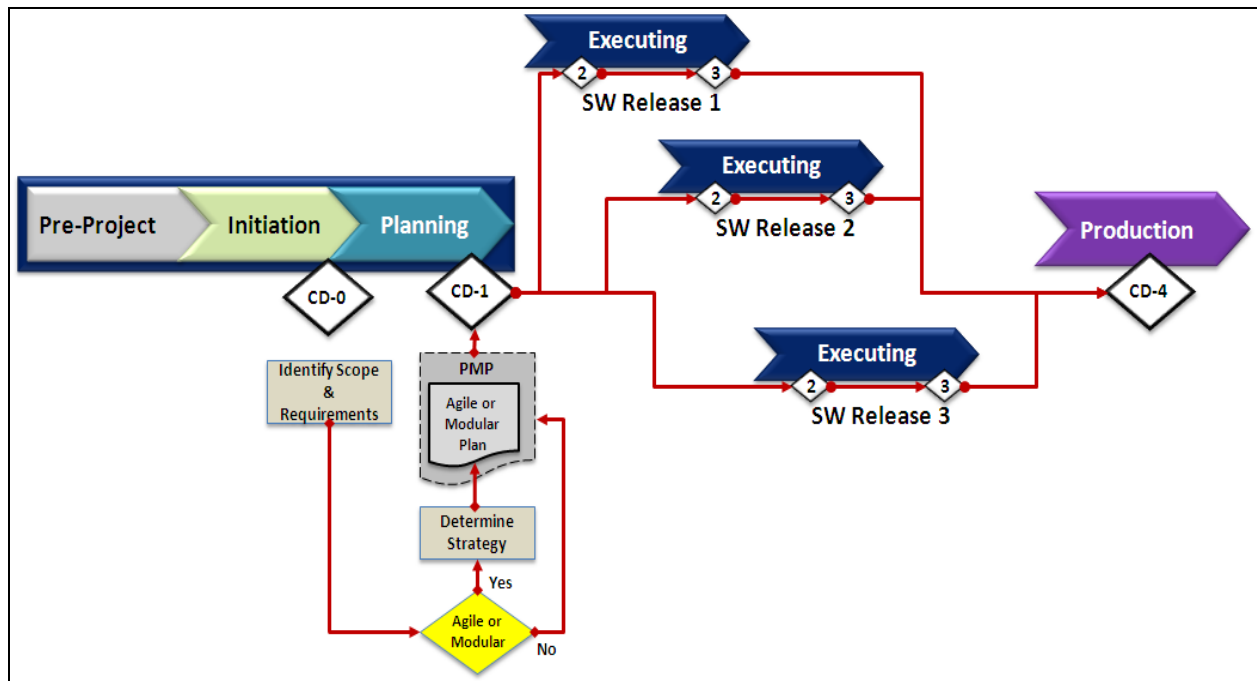 Executing
2
3
SW Release 1
Executing
2
3
SW Release 2
Pre-Project
Initiation
Planning
Production
CD-0
CD-1
CD-4
Executing
2
3
SW Release 3
Identify Scope
&
Requirements
PMP
Agile or
Modular
Plan
Determine
Strategy
Yes
Agile or
Modular
No